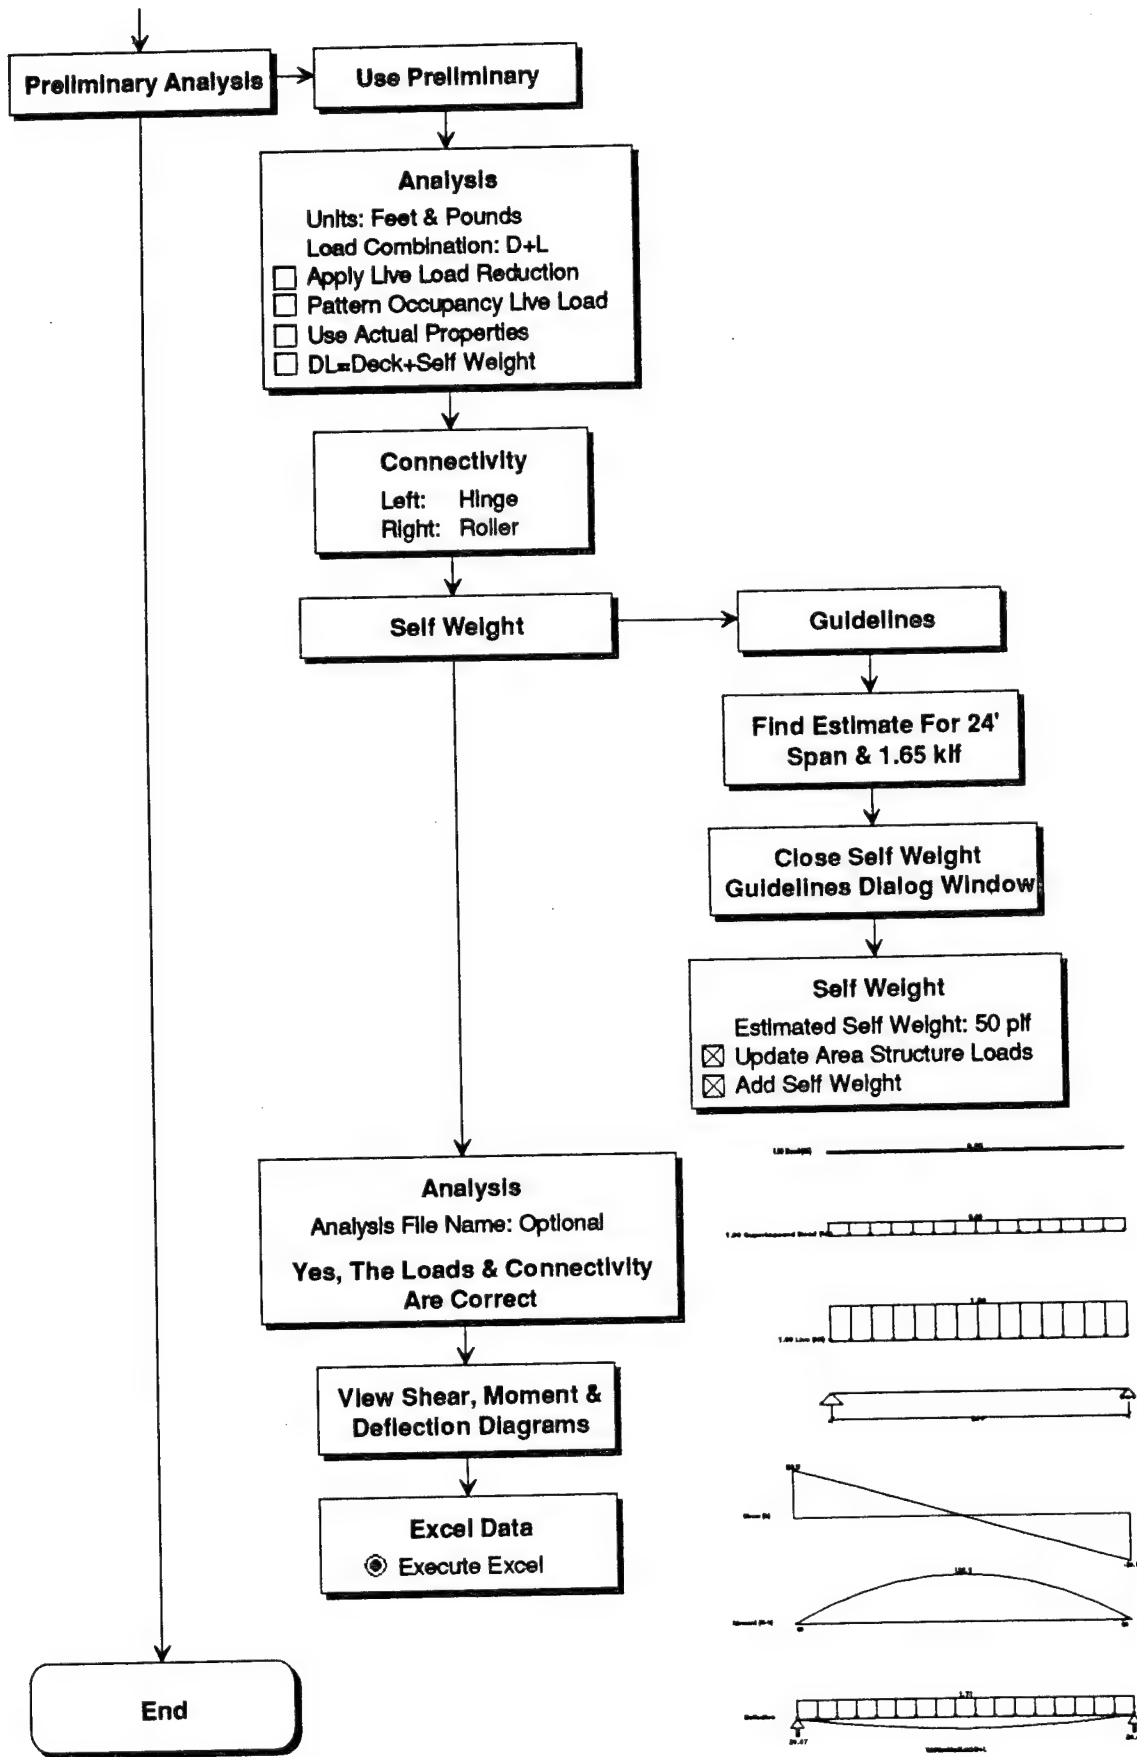 Preliminary Analysis
Use Preliminary
Analysis
Units: Feet & Pounds
Load Combination: D+L
Apply Live Load Reduction
Pattern Occupancy Live Load
Use Actual Properties
DL=Deck+Self Weight
Connectivity
Left: Hinge
Right: Roller
Self Weight
Guidelines
Find Estimate For 24'
Span & 1.65 klf
Close Self Weight
Guidelines Dialog Window
Self Weight
Estimated Self Weight: 50 plf
Update Area Structure Loads
Add Self Weight
Analysis
Analysis File Name: Optional
Yes, The Loads & Connectivity
Are Correct
View Shear, Moment &
Deflection Diagrams
Excel Data
Execute Excel
End
1.71